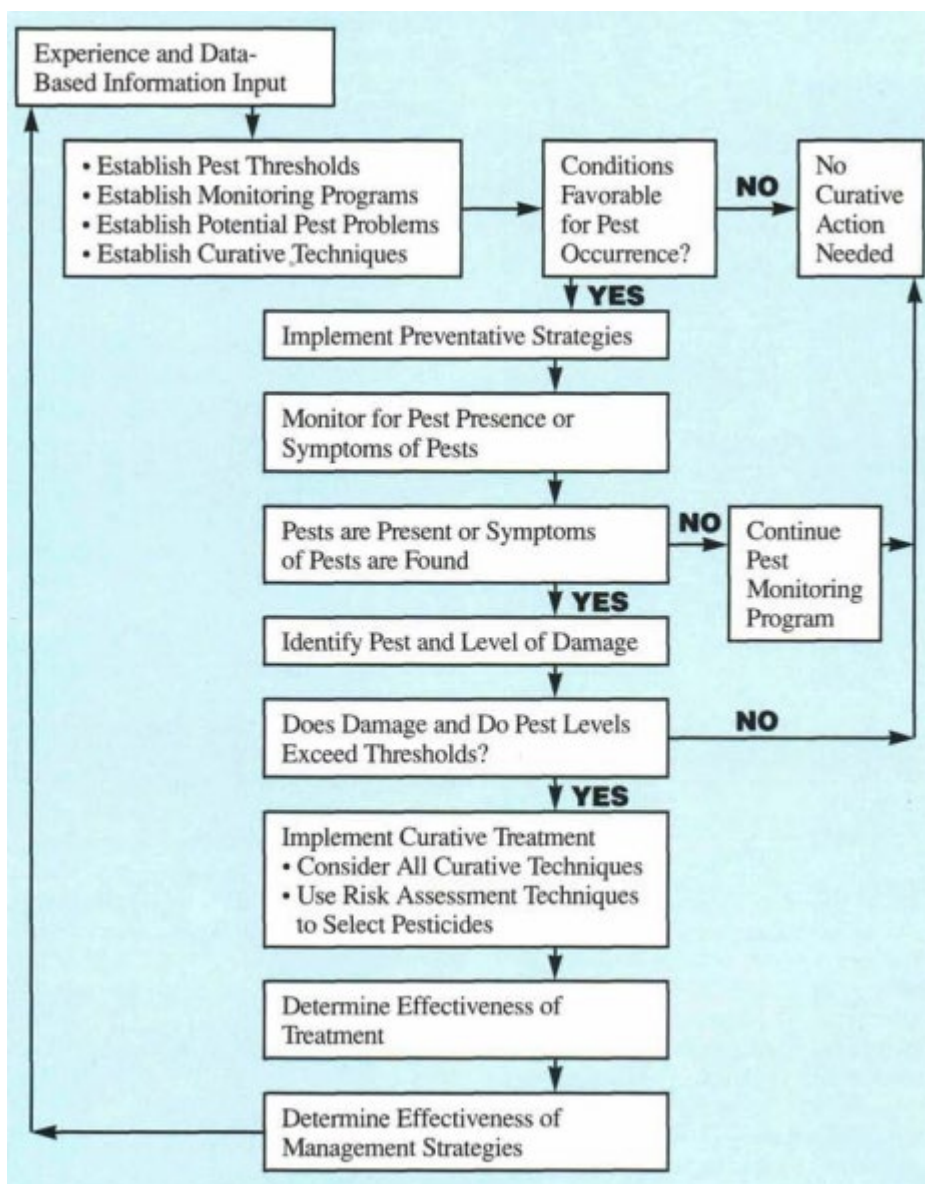 Experience and Data-
Based Information Input
• Establish Pest Thresholds
• Establish Monitoring Programs
• Establish Potential Pest Problems
• Establish Curative Techniques
Conditions
Favorable
for Pest
Occurrence?
NO
No
Curative
Action
Needed
YES
Implement Preventative Strategies
Monitor for Pest Presence or
Symptoms of Pests
Pests are Present or Symptoms
of Pests are Found
NO
Continue
Pest
Monitoring
Program
YES
Identify Pest and Level of Damage
Does Damage and Do Pest Levels
Exceed Thresholds?
NO
YES
Implement Curative Treatment
• Consider All Curative Techniques
• Use Risk Assessment Techniques
to Select Pesticides
Determine Effectiveness of
Treatment
Determine Effectiveness of
Management Strategies